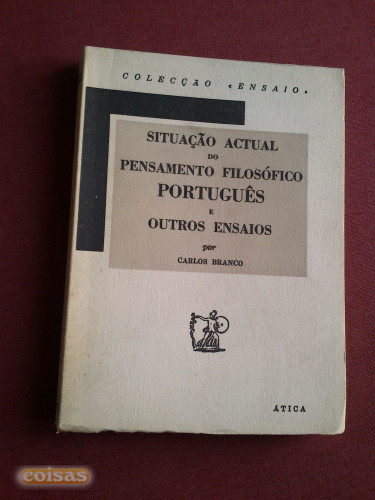 COLECÇÃO «ENSAIO»
SITUAÇÃO ACTUAL
DO
PENSAMENTO FILOSÓFICO
PORTUGUÊS
E
OUTROS ENSAIOS
por
CARLOS BRANCO
ÁTICA
coisas